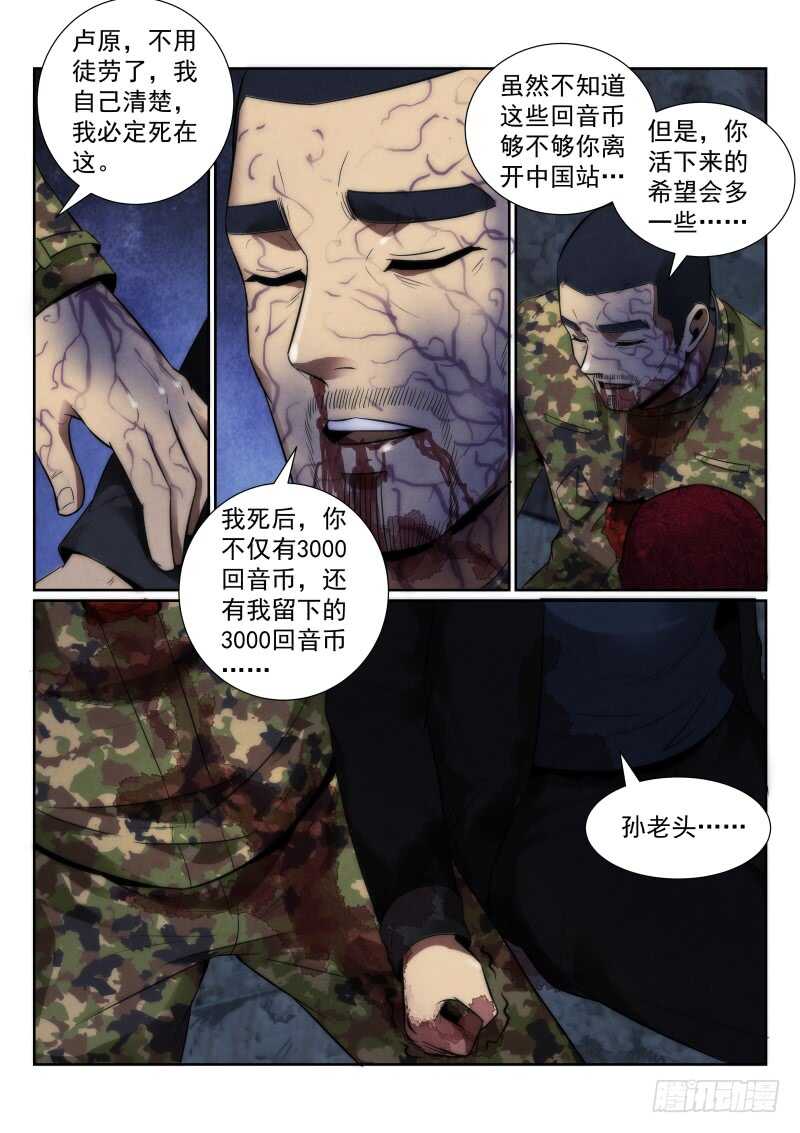 卢原，不用
徒劳了，我
自己清楚，
我必定死在
这。
我死后，你
不仅有3000
回音币，还
有我留下的
3000回音币
……
虽然不知道
这些回音币
够不够你离
开中国站…
但是，你
活下来的
希望会多
一些……
孙老头……
腾讯动漫